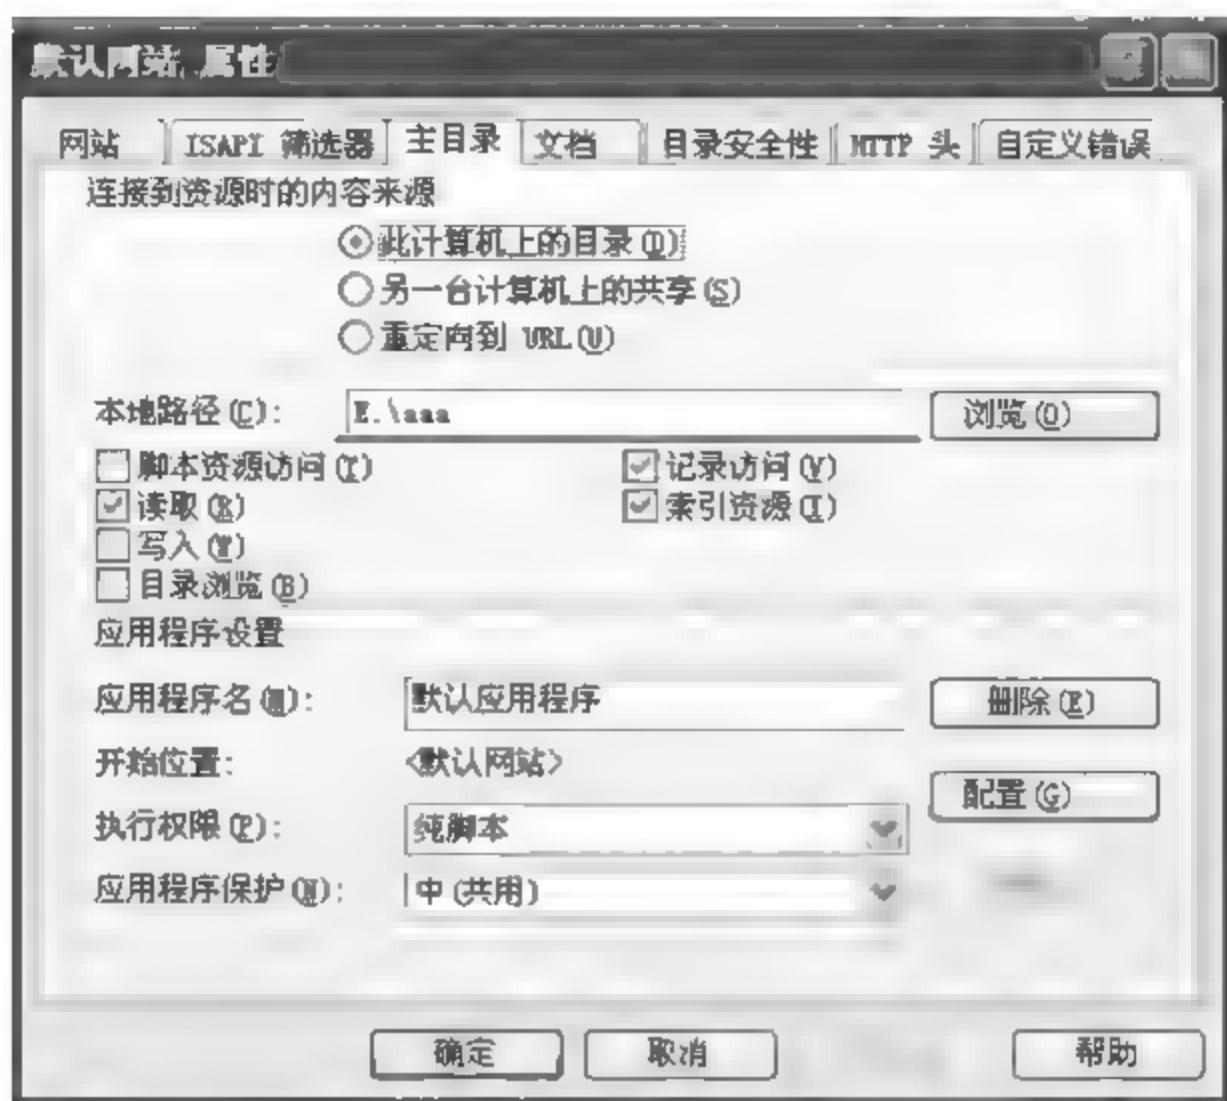 默认网站 属性
网站 ISAPI 筛选器 主目录 文档 目录安全性 HTTP 头 自定义错误
连接到资源时的内容来源
此计算机上的目录(D)
另一台计算机上的共享(S)
重定向到 URL(U)
本地路径(C): E:\aaa 浏览(O)
脚本资源访问(T) 记录访问(V)
读取(R) 索引资源(I)
写入(W)
目录浏览(B)
应用程序设置
应用程序名(M): 默认应用程序 删除(E)
开始位置: <默认网站>
配置(G)
执行权限(P): 纯脚本
应用程序保护(N): 中(共用)
确定 取消 帮助